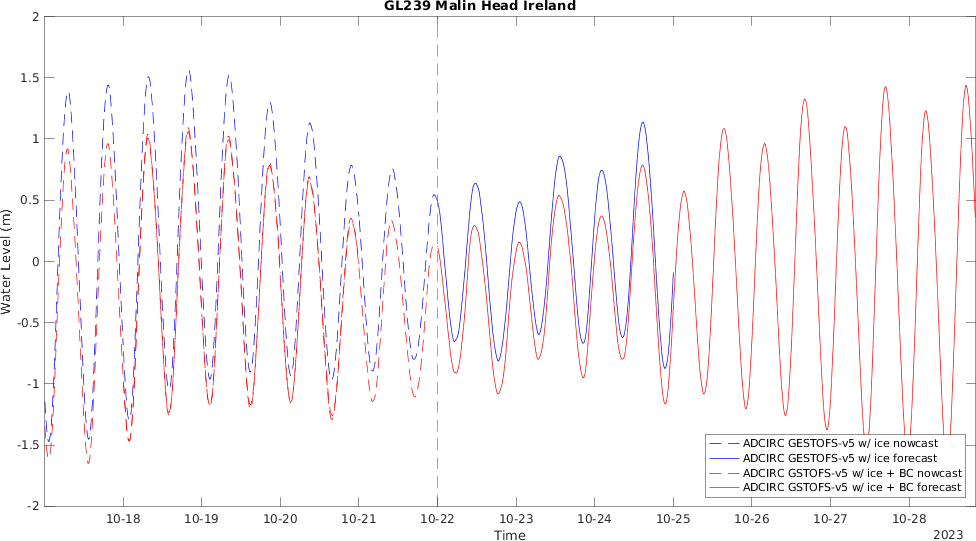 GL239 Malin Head Ireland
2
1.5
1
0.5
0
-0.5
-1
-1.5
-2
Water Level (m)
ADCIRC GESTOFS-v5 w/ ice nowcast
ADCIRC GESTOFS-v5 w/ ice forecast
ADCIRC GSTOFS-v5 w/ ice + BC nowcast
ADCIRC GSTOFS-v5 w/ ice + BC forecast
10-18 10-19 10-20 10-21 10-22 10-23 10-24 10-25 10-26 10-27 10-28
Time
2023